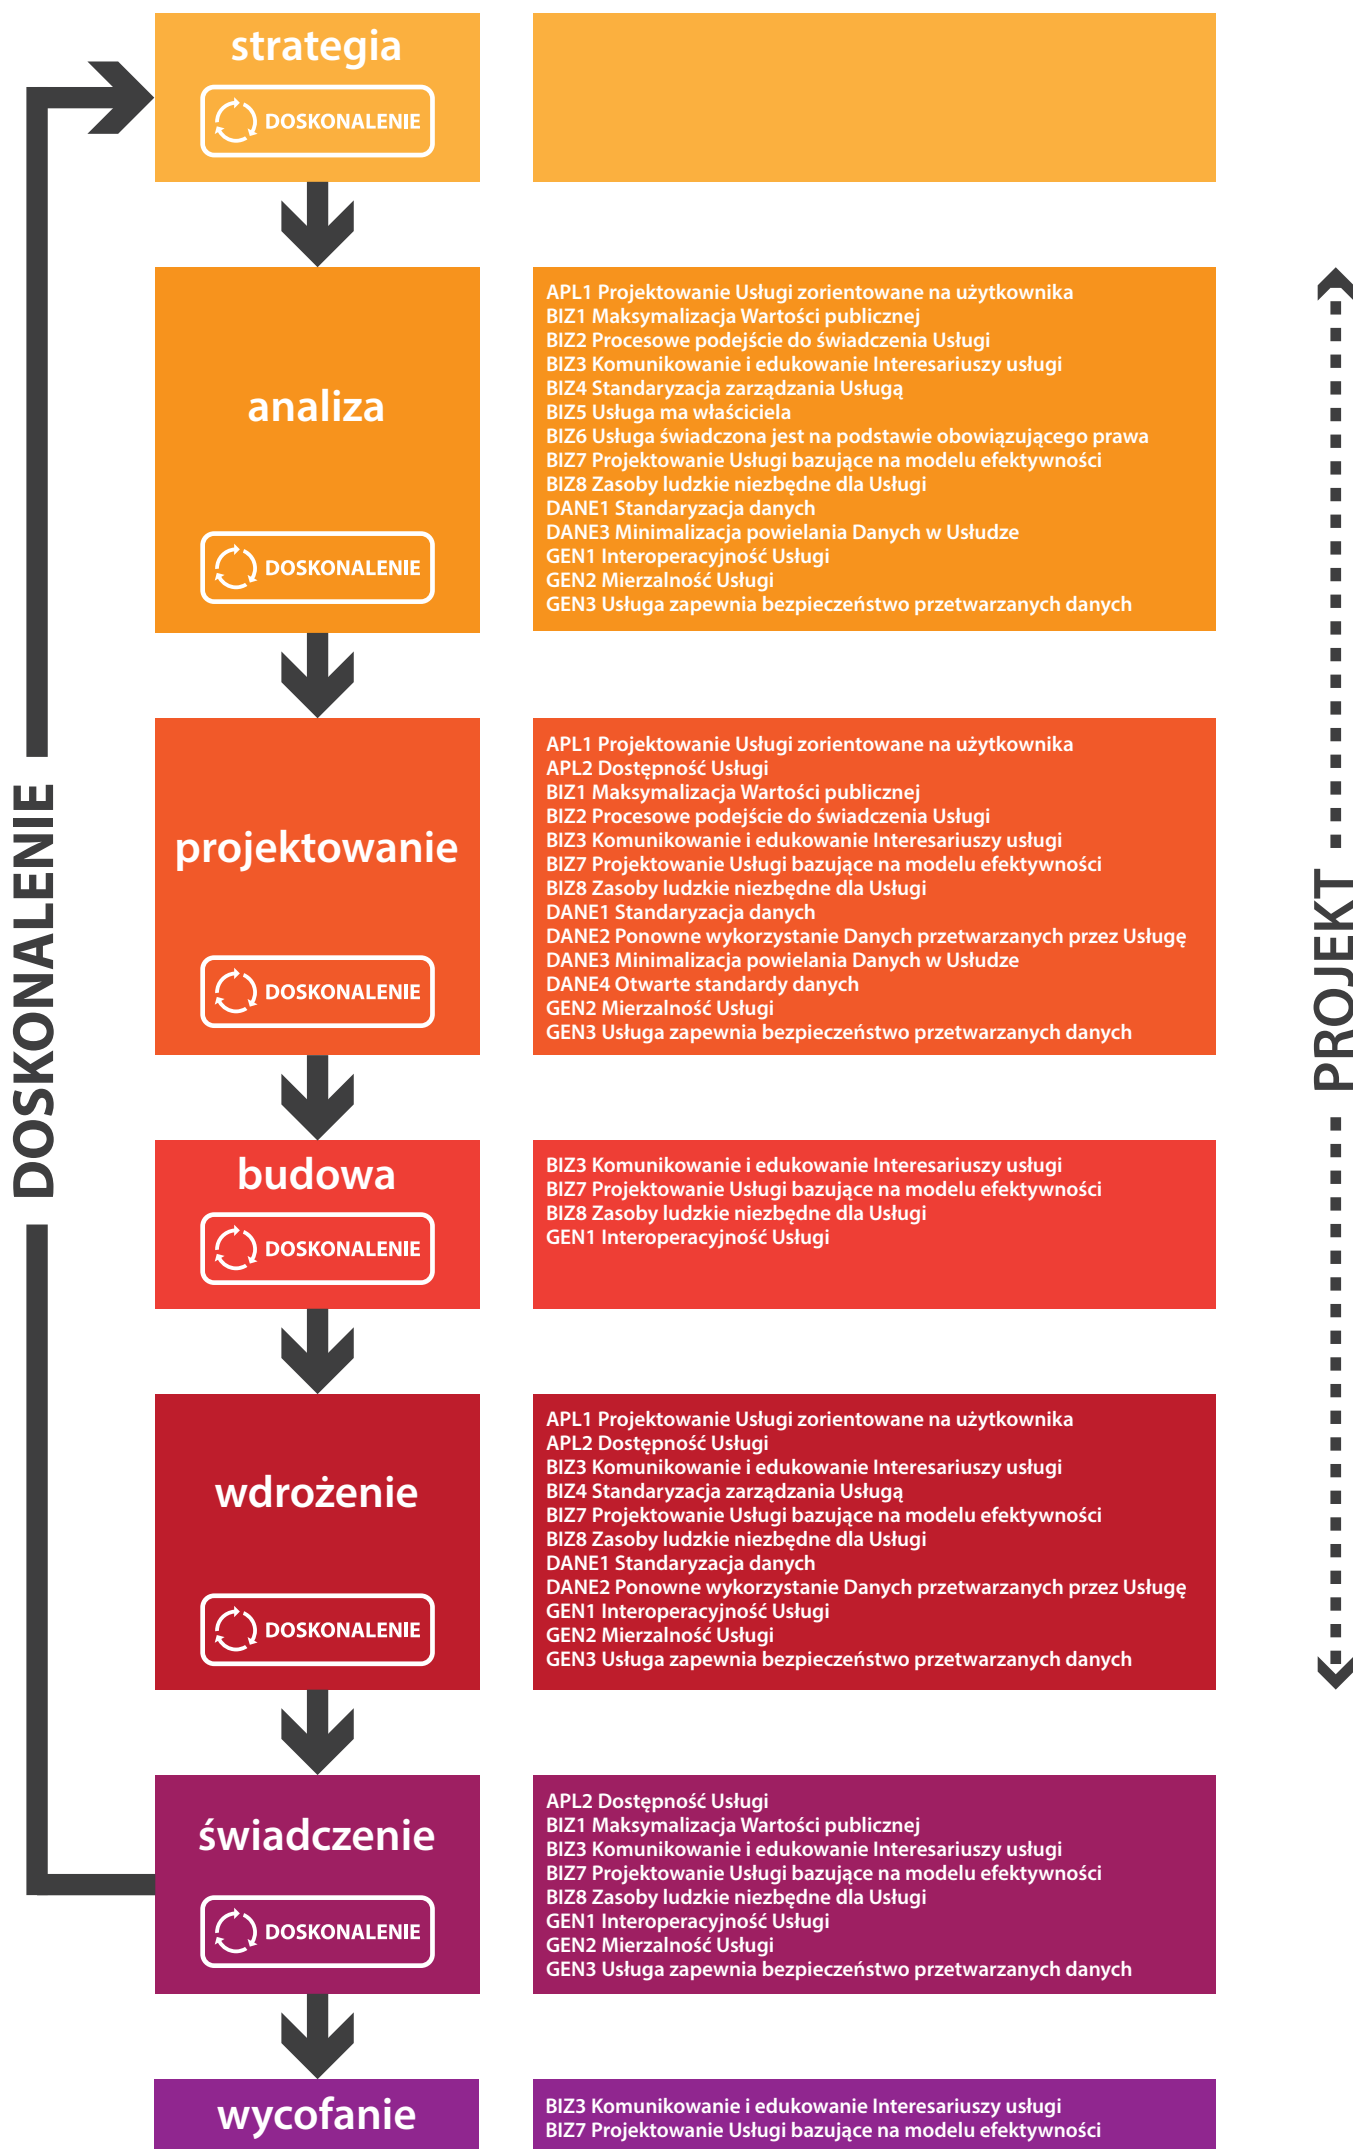 strategia
DOSKONALENIE
analiza
DOSKONALENIE
APL1 Projektowanie Usługi zorientowane na użytkownika
BIZ1 Maksymalizacja Wartości publicznej
BIZ2 Procesowe podejście do świadczenia Usługi
BIZ3 Komunikowanie i edukowanie Interesariuszy usługi
BIZ4 Standaryzacja zarządzania Usługą
BIZ5 Usługa ma właściciela
BIZ6 Usługa świadczona jest na podstawie obowiązującego prawa
BIZ7 Projektowanie Usługi bazujące na modelu efektywności
BIZ8 Zasoby ludzkie niezbędne dla Usługi
DANE1 Standaryzacja danych
DANE3 Minimalizacja powielania Danych w Usłudze
GEN1 Interoperacyjność Usługi
GEN2 Mierzalność Usługi
GEN3 Usługa zapewnia bezpieczeństwo przetwarzanych danych
projektowanie
DOSKONALENIE
APL1 Projektowanie Usługi zorientowane na użytkownika
APL2 Dostępność Usługi
BIZ1 Maksymalizacja Wartości publicznej
BIZ2 Procesowe podejście do świadczenia Usługi
BIZ3 Komunikowanie i edukowanie Interesariuszy usługi
BIZ7 Projektowanie Usługi bazujące na modelu efektywności
BIZ8 Zasoby ludzkie niezbędne dla Usługi
DANE1 Standaryzacja danych
DANE2 Ponowne wykorzystanie Danych przetwarzanych przez Usługę
DANE3 Minimalizacja powielania Danych w Usłudze
DANE4 Otwarte standardy danych
GEN2 Mierzalność Usługi
GEN3 Usługa zapewnia bezpieczeństwo przetwarzanych danych
DOSKONALENIE
PROJEKT
budowa
DOSKONALENIE
BIZ3 Komunikowanie i edukowanie Interesariuszy usługi
BIZ7 Projektowanie Usługi bazujące na modelu efektywności
BIZ8 Zasoby ludzkie niezbędne dla Usługi
GEN1 Interoperacyjność Usługi
wdrożenie
DOSKONALENIE
APL1 Projektowanie Usługi zorientowane na użytkownika
APL2 Dostępność Usługi
BIZ3 Komunikowanie i edukowanie Interesariuszy usługi
BIZ4 Standaryzacja zarządzania Usługą
BIZ7 Projektowanie Usługi bazujące na modelu efektywności
BIZ8 Zasoby ludzkie niezbędne dla Usługi
DANE1 Standaryzacja danych
DANE2 Ponowne wykorzystanie Danych przetwarzanych przez Usługę
GEN1 Interoperacyjność Usługi
GEN2 Mierzalność Usługi
GEN3 Usługa zapewnia bezpieczeństwo przetwarzanych danych
świadczenie
DOSKONALENIE
APL2 Dostępność Usługi
BIZ1 Maksymalizacja Wartości publicznej
BIZ3 Komunikowanie i edukowanie Interesariuszy usługi
BIZ7 Projektowanie Usługi bazujące na modelu efektywności
BIZ8 Zasoby ludzkie niezbędne dla Usługi
GEN1 Interoperacyjność Usługi
GEN2 Mierzalność Usługi
GEN3 Usługa zapewnia bezpieczeństwo przetwarzanych danych
wycofanie
BIZ3 Komunikowanie i edukowanie Interesariuszy usługi
BIZ7 Projektowanie Usługi bazujące na modelu efektywności